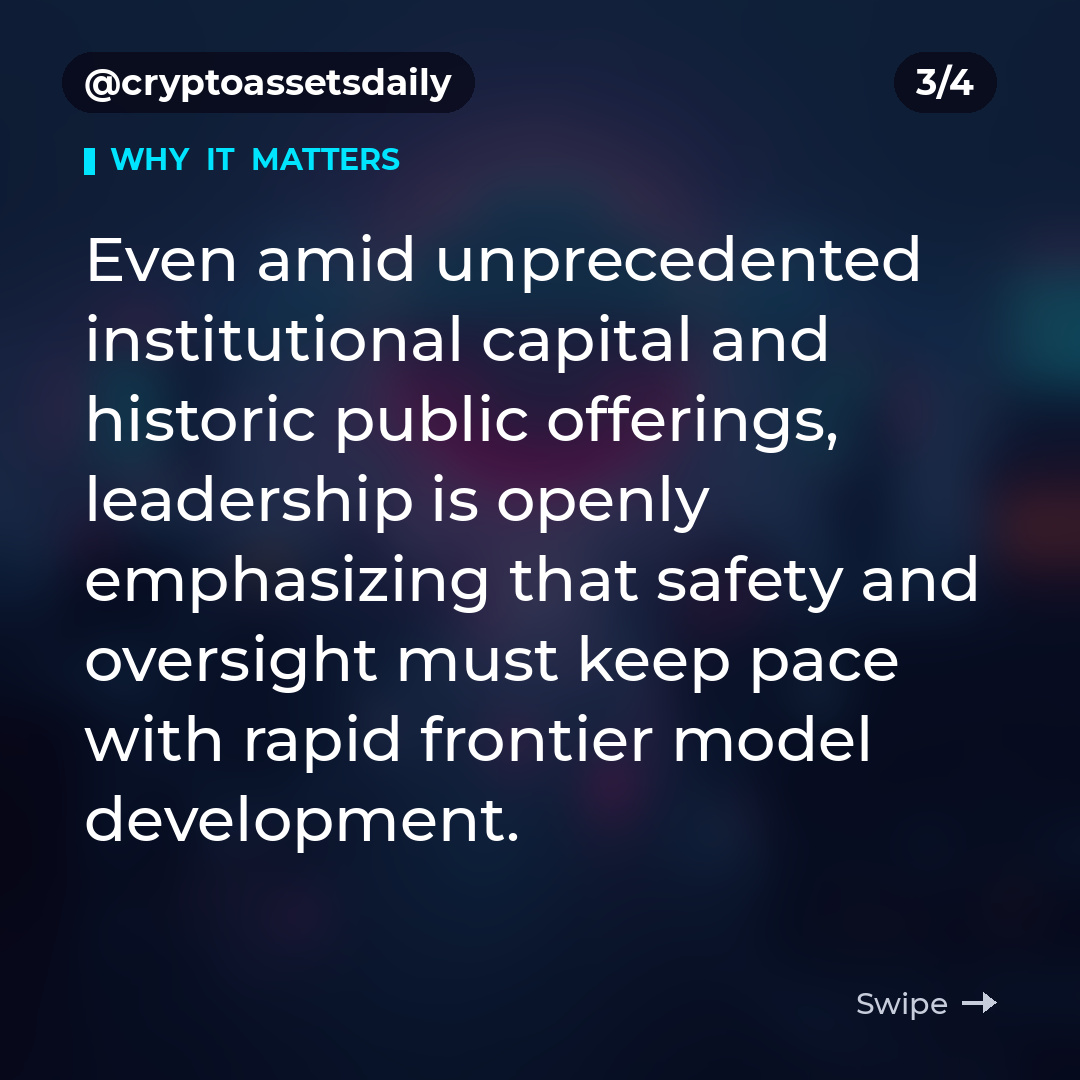 @cryptoassetsdaily
3/4
WHY IT MATTERS
Even amid unprecedented
institutional capital and
historic public offerings,
leadership is openly
emphasizing that safety and
oversight must keep pace
with rapid frontier model
development.
Swipe →